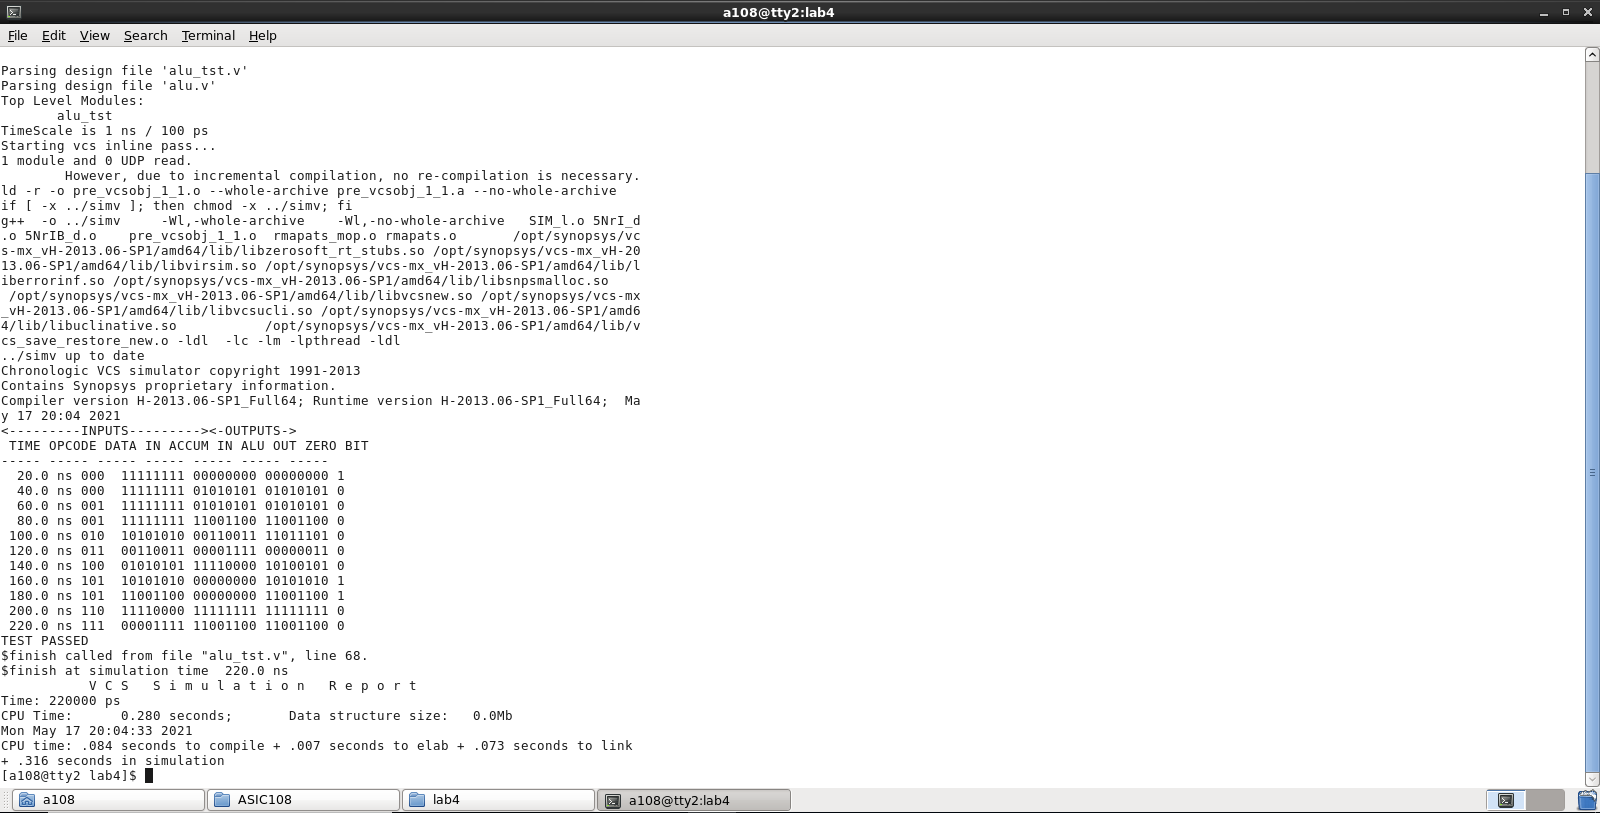 a108@tty2:lab4
File Edit View Search Terminal Help
Parsing design file 'alu_tst.v'
Parsing design file 'alu.v'
Top Level Modules:
       alu_tst
TimeScale is 1 ns / 100 ps
Starting vcs inline pass...
1 module and 0 UDP read.
        However, due to incremental compilation, no re-compilation is necessary.
ld -r -o pre_vcsobj_1_1.o --whole-archive pre_vcsobj_1_1.a --no-whole-archive
if [ -x ../simv ]; then chmod -x ../simv; fi
g++  -o ../simv     -Wl,-whole-archive    -Wl,-no-whole-archive   SIM_l.o 5NrI_d
.o 5NrIB_d.o    pre_vcsobj_1_1.o  rmapats_mop.o rmapats.o       /opt/synopsys/vc
s-mx_vH-2013.06-SP1/amd64/lib/libzerosoft_rt_stubs.so /opt/synopsys/vcs-mx_vH-20
13.06-SP1/amd64/lib/libvirsim.so /opt/synopsys/vcs-mx_vH-2013.06-SP1/amd64/lib/l
iberrorinf.so /opt/synopsys/vcs-mx_vH-2013.06-SP1/amd64/lib/libsnpsmalloc.so
 /opt/synopsys/vcs-mx_vH-2013.06-SP1/amd64/lib/libvcsnew.so /opt/synopsys/vcs-mx
_vH-2013.06-SP1/amd64/lib/libvcsucli.so /opt/synopsys/vcs-mx_vH-2013.06-SP1/amd6
4/lib/libuclinative.so           /opt/synopsys/vcs-mx_vH-2013.06-SP1/amd64/lib/v
cs_save_restore_new.o -ldl  -lc -lm -lpthread -ldl
../simv up to date
Chronologic VCS simulator copyright 1991-2013
Contains Synopsys proprietary information.
Compiler version H-2013.06-SP1_Full64; Runtime version H-2013.06-SP1_Full64;  Ma
y 17 20:04 2021
<---------INPUTS---------><-OUTPUTS->
 TIME OPCODE DATA IN ACCUM IN ALU OUT ZERO BIT
----- ----- ----- ----- ----- ----- -----
  20.0 ns 000  11111111 00000000 00000000 1
  40.0 ns 000  11111111 01010101 01010101 0
  60.0 ns 001  11111111 01010101 01010101 0
  80.0 ns 001  11111111 11001100 11001100 0
 100.0 ns 010  10101010 00110011 11011101 0
 120.0 ns 011  00110011 00001111 00000011 0
 140.0 ns 100  01010101 11110000 10100101 0
 160.0 ns 101  10101010 00000000 10101010 1
 180.0 ns 101  11001100 00000000 11001100 1
 200.0 ns 110  11110000 11111111 11111111 0
 220.0 ns 111  00001111 11001100 11001100 0
TEST PASSED
$finish called from file "alu_tst.v", line 68.
$finish at simulation time  220.0 ns
           V C S   S i m u l a t i o n   R e p o r t
Time: 220000 ps
CPU Time:      0.280 seconds;       Data structure size:   0.0Mb
Mon May 17 20:04:33 2021
CPU time: .084 seconds to compile + .007 seconds to elab + .073 seconds to link
+ .316 seconds in simulation
[a108@tty2 lab4]$
a108 ASIC108 lab4 a108@tty2:lab4